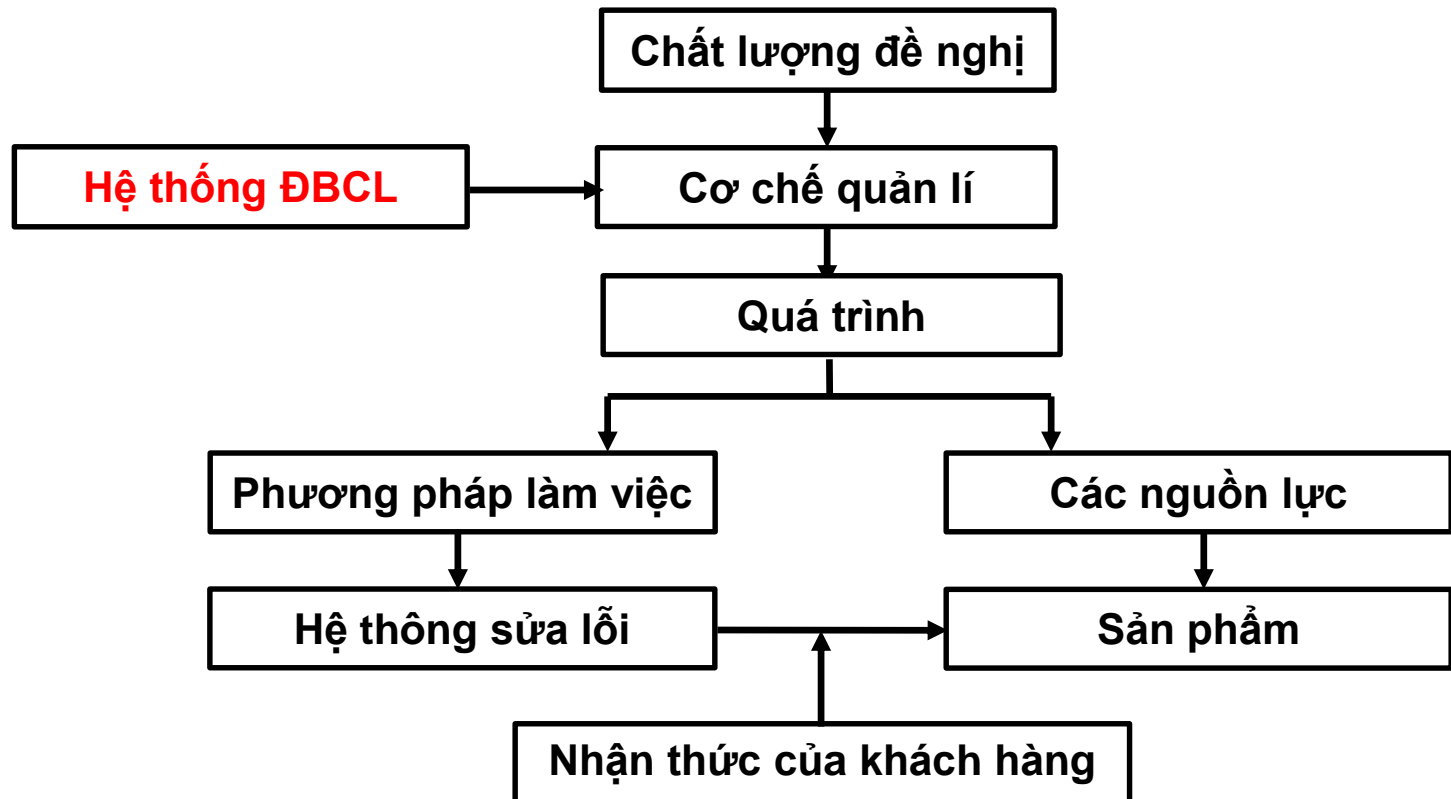 Chất lượng đề nghị
Hệ thống ĐBCL
Cơ chế quản lí
Quá trình
Phương pháp làm việc
Các nguồn lực
Hệ thông sửa lỗi
Sản phẩm
Nhận thức của khách hàng